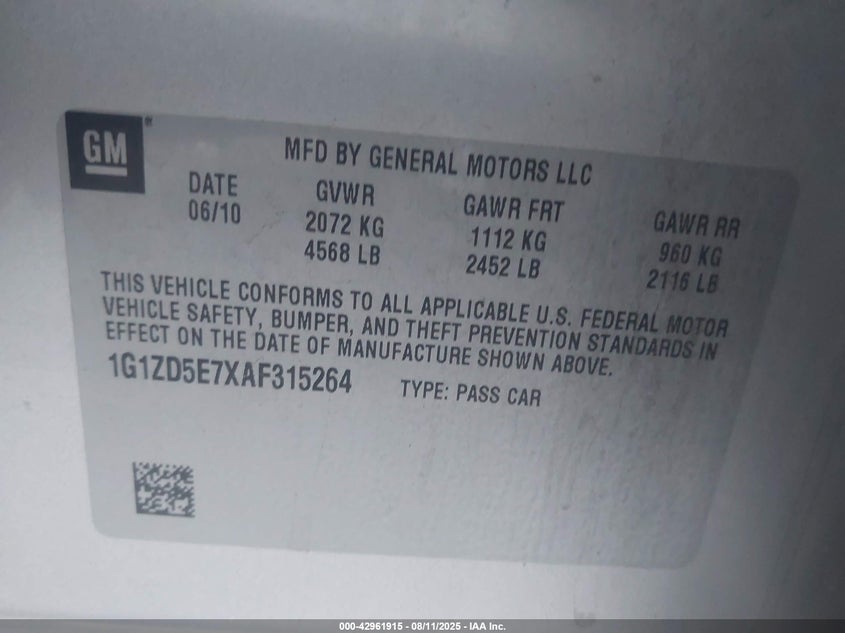 GM
MFD BY GENERAL MOTORS LLC
DATE GVWR GAWR FRT GAWR RR
06/10 2072 KG 1112 KG 960 KG
4568 LB 2452 LB 2116 LB
THIS VEHICLE CONFORMS TO ALL APPLICABLE U.S. FEDERAL MOTOR
VEHICLE SAFETY, BUMPER, AND THEFT PREVENTION STANDARDS IN
EFFECT ON THE DATE OF MANUFACTURE SHOWN ABOVE.
1G1ZD5E7XAF315264 TYPE: PASS CAR
000-42961915 - 08/11/2025 - IAA Inc.